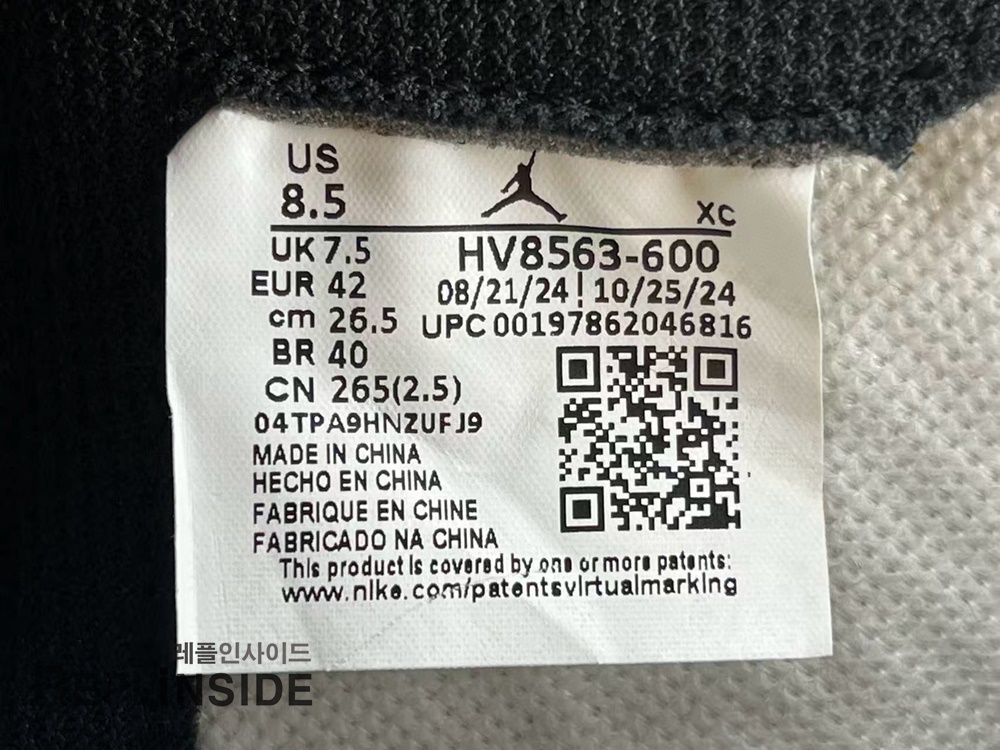 US
8.5
XC
UK 7.5
HV8563-600
EUR 42
08/21/24 10/25/24
cm 26.5
UPC 00197862046816
BR 40
CN 265(2.5)
04TPA9HNZUFJ9
MADE IN CHINA
HECHO EN CHINA
FABRIQUE EN CHINE
FABRICADO NA CHINA
This product is covered by one or more patents:
www.nike.com/patentsvirtualmarking
레플인사이드
INSIDE